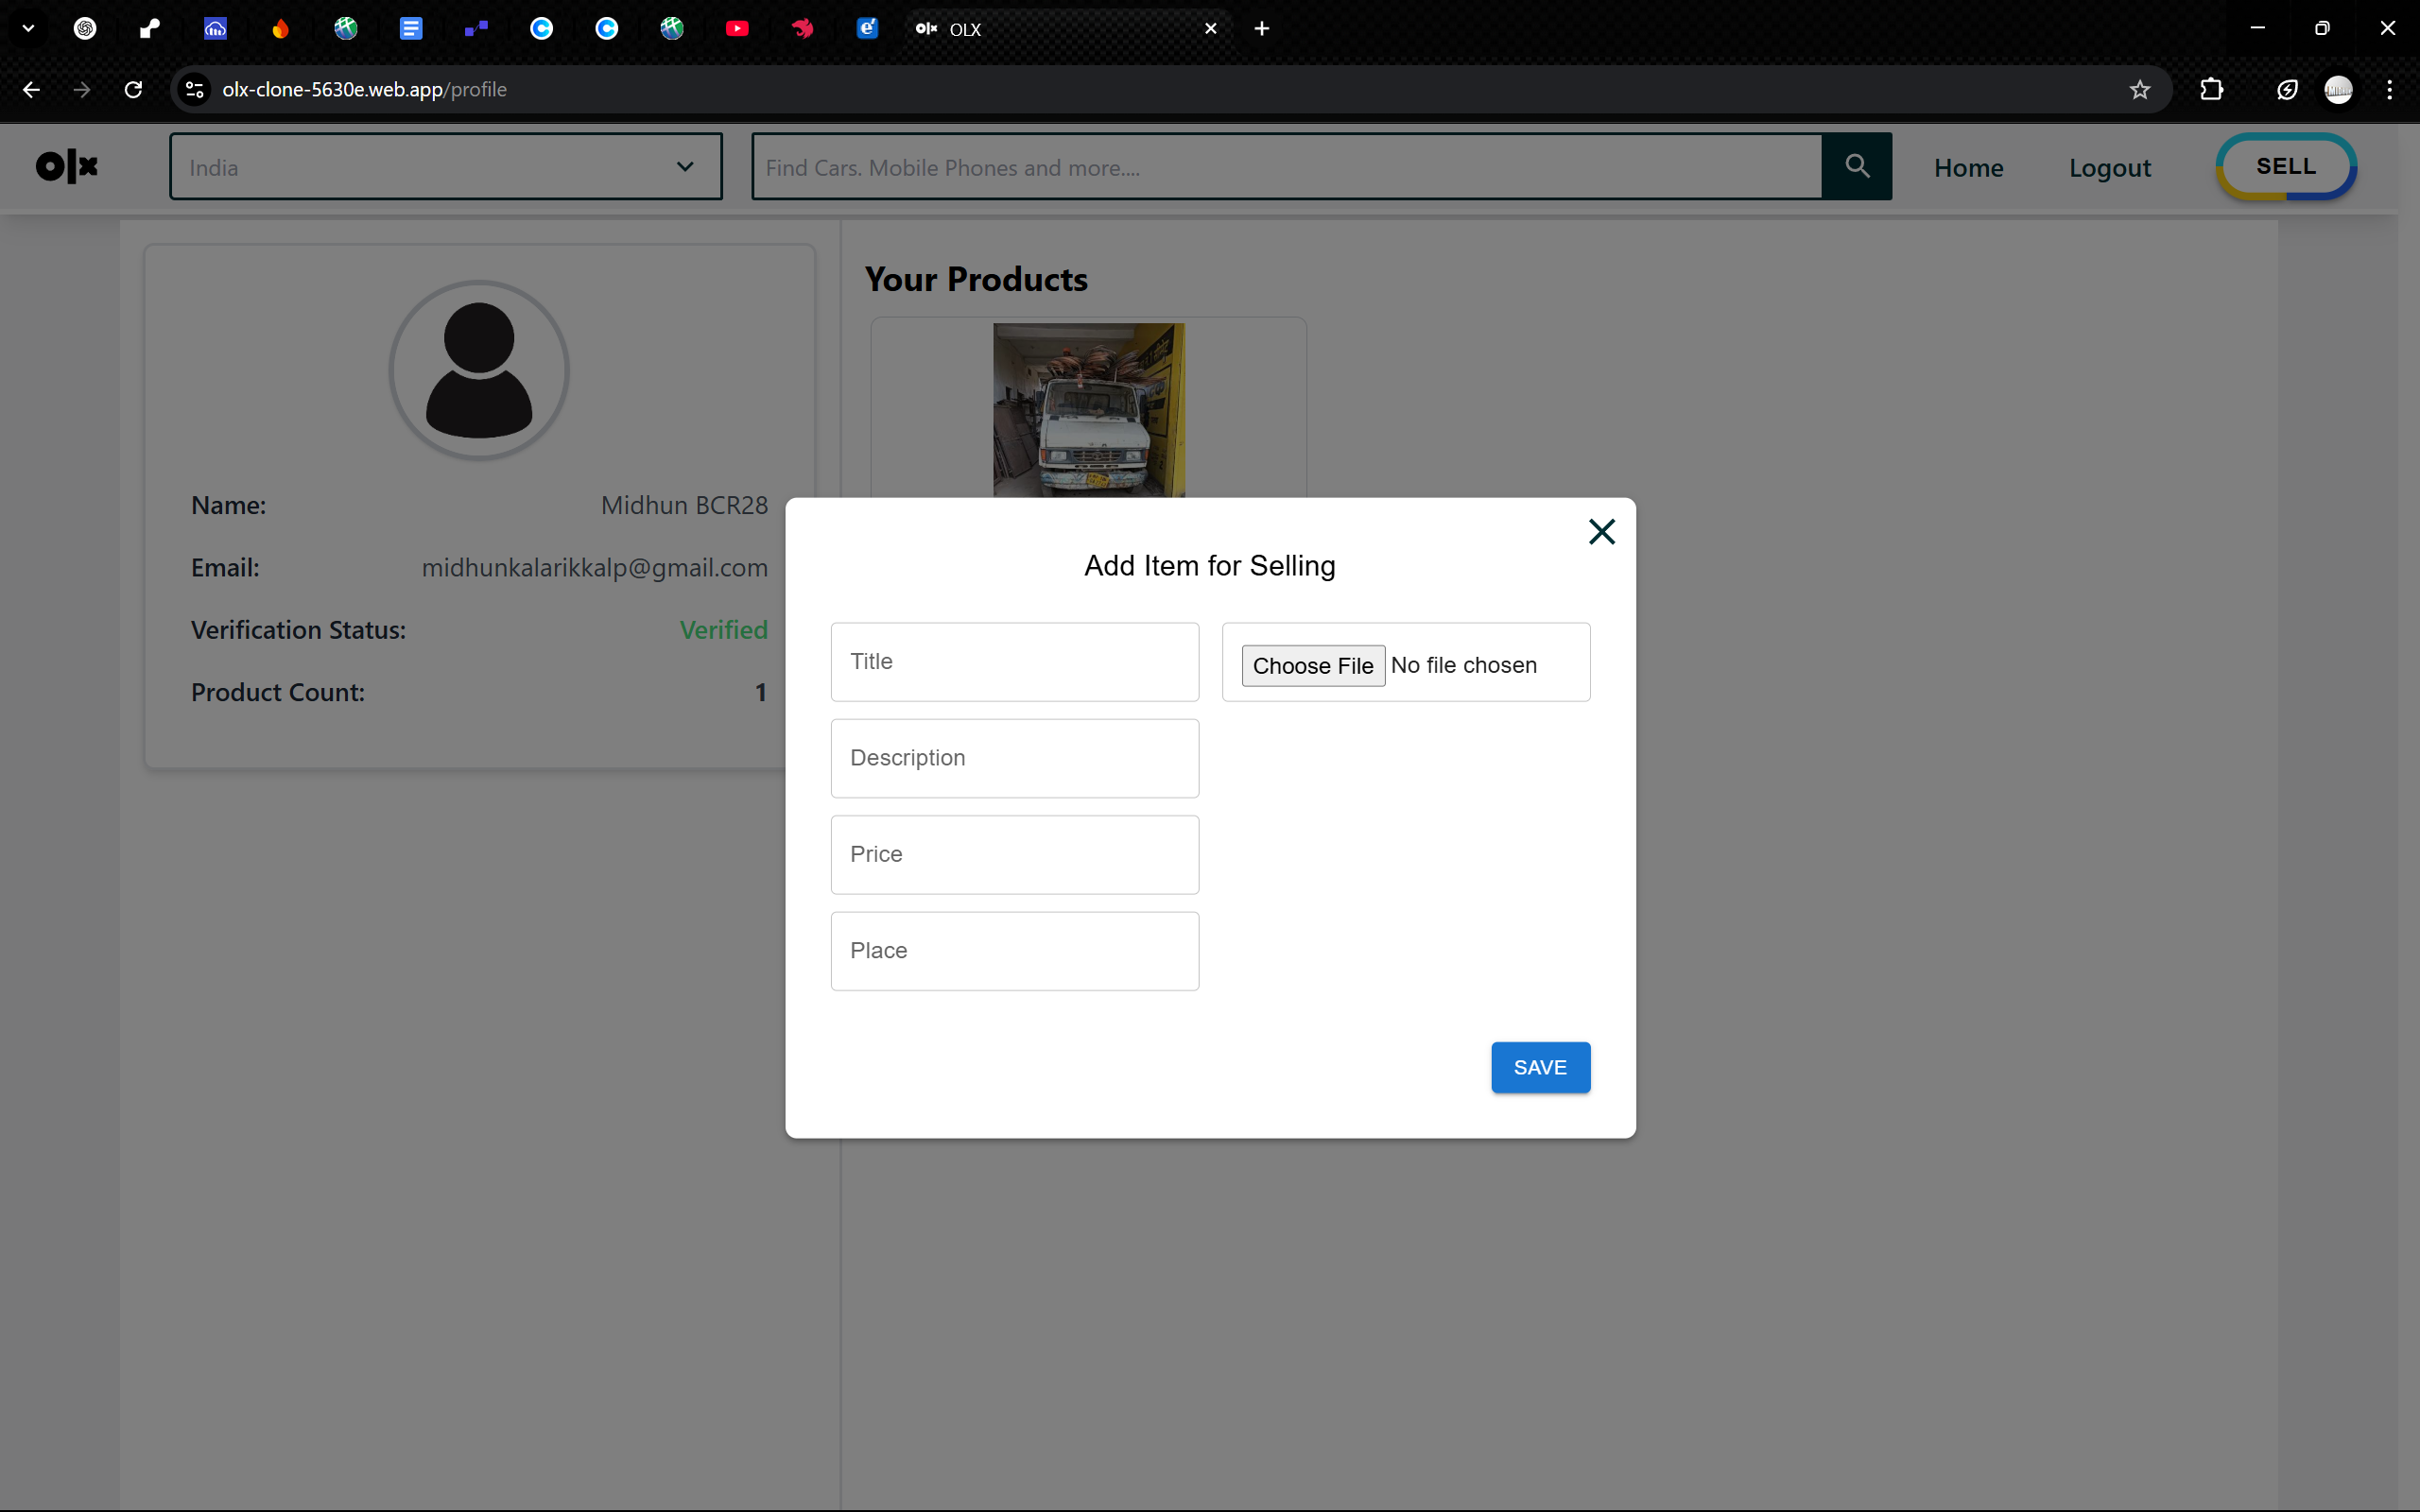 OLX
olx-clone-5630e.web.app/profile
olx
India
Find Cars. Mobile Phones and more....
Home
Logout
SELL
Your Products
Name:
Midhun BCR28
Email:
midhunkalarikkalp@gmail.com
Verification Status:
Verified
Product Count:
1
Add Item for Selling
Title
Choose File No file chosen
Description
Price
Place
SAVE